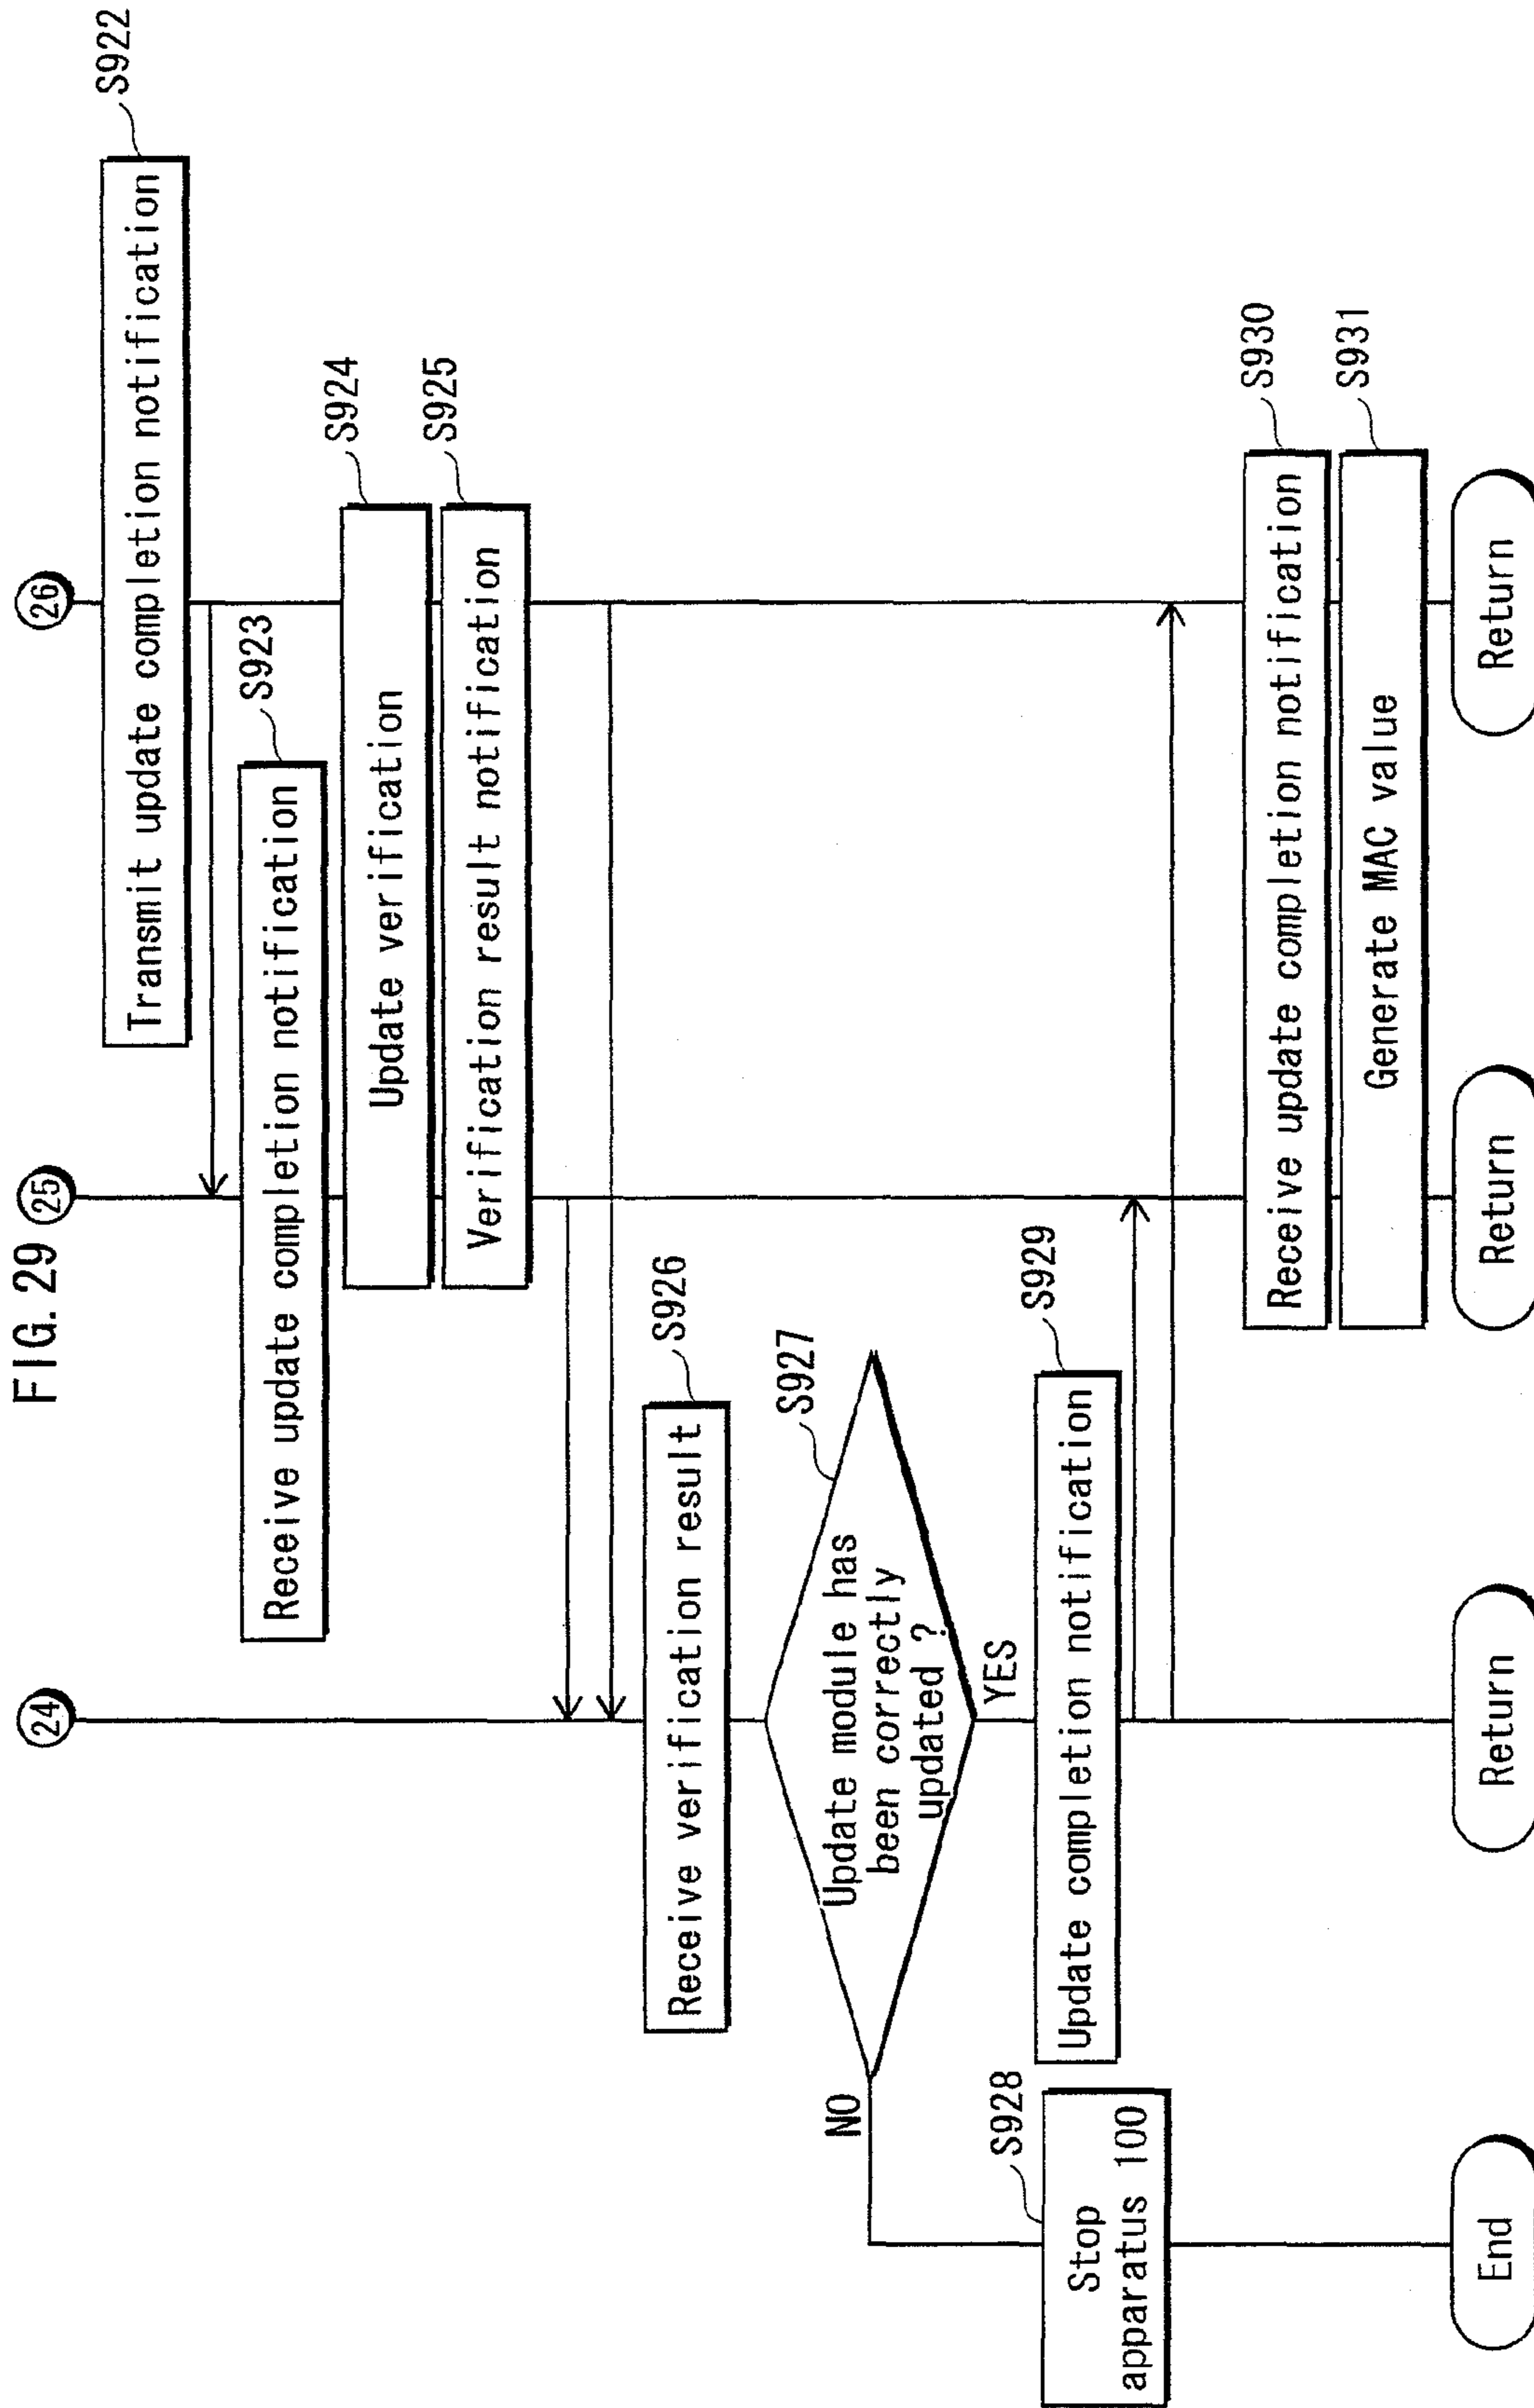 FIG. 29
24
25
26
Transmit update completion notification
S922
Receive update completion notification
S923
Update verification
S924
Verification result notification
S925
Receive verification result
S926
Update module has
been correctly
updated ?
S927
NO
YES
Stop
apparatus 100
S928
Update completion notification
S929
Receive update completion notification
S930
Generate MAC value
S931
End
Return
Return
Return